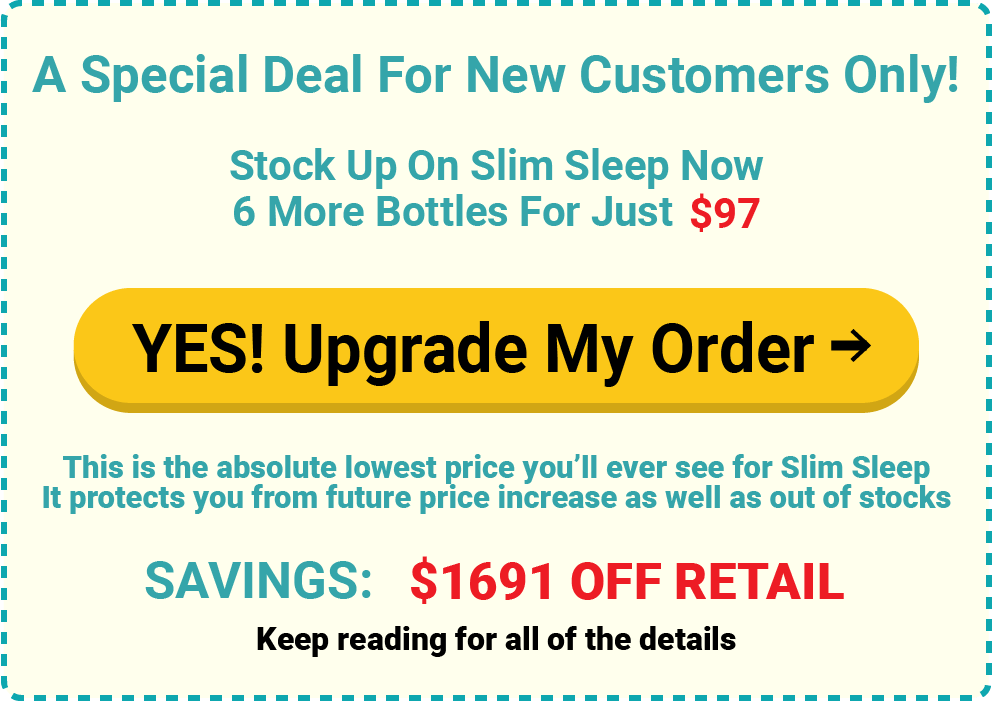 A Special Deal For New Customers Only!
Stock Up On Slim Sleep Now
6 More Bottles For Just $97
YES! Upgrade My Order →
This is the absolute lowest price you’ll ever see for Slim Sleep
It protects you from future price increase as well as out of stocks
SAVINGS: $1691 OFF RETAIL
Keep reading for all of the details